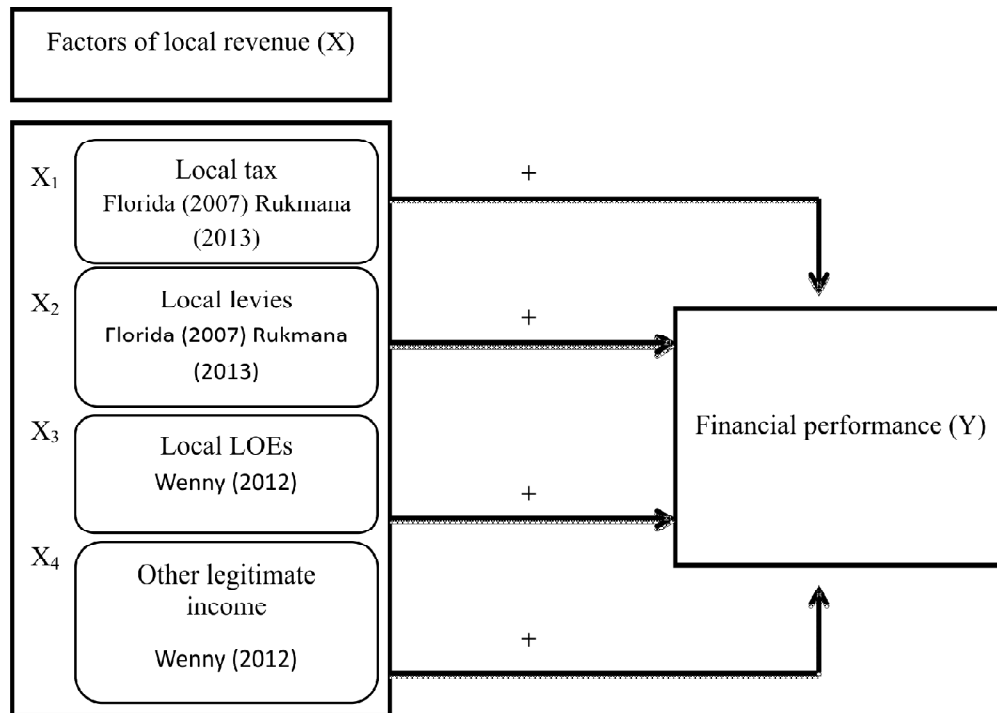 Factors of local revenue (X)
X₁
Local tax
Florida (2007) Rukmana
(2013)
+
X₂
Local levies
Florida (2007) Rukmana
(2013)
+
X₃
Local LOEs
Wenny (2012)
+
Financial performance (Y)
X₄
Other legitimate
income
Wenny (2012)
+